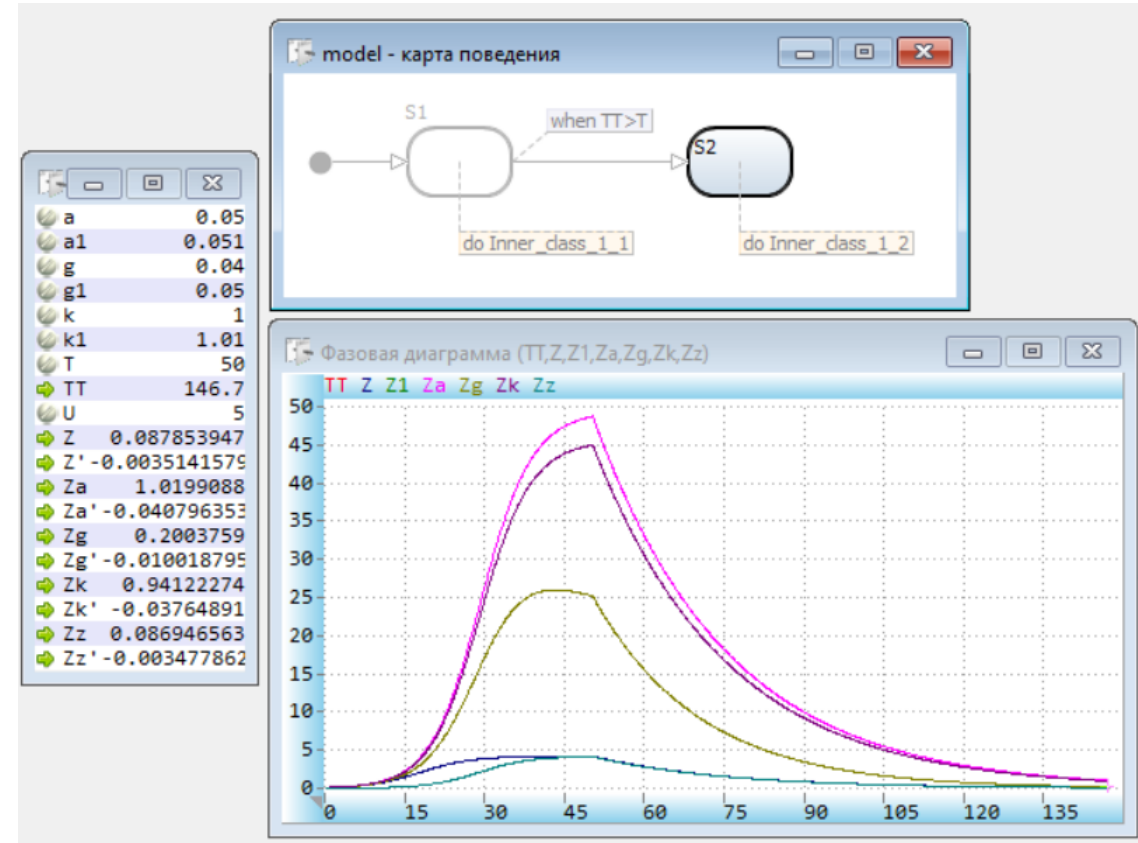 model - карта поведения
S1
when TT>T
S2
do Inner_class_1_1
do Inner_class_1_2
a 0.05
a1 0.051
g 0.04
g1 0.05
k 1
k1 1.01
T 50
TT 146.7
U 5
Z 0.087853947
Z'-0.0035141579
Za 1.0199088
Za'-0.040796353
Zg 0.2003759
Zg'-0.010018795
Zk 0.94122274
Zk' -0.03764891
Zz 0.086946563
Zz'-0.003477862
Фазовая диаграмма (TT,Z,Z1,Za,Zg,Zk,Zz)
TT Z Z1 Za Zg Zk Zz
50
45
40
35
30
25
20
15
10
5
0
0 15 30 45 60 75 90 105 120 135